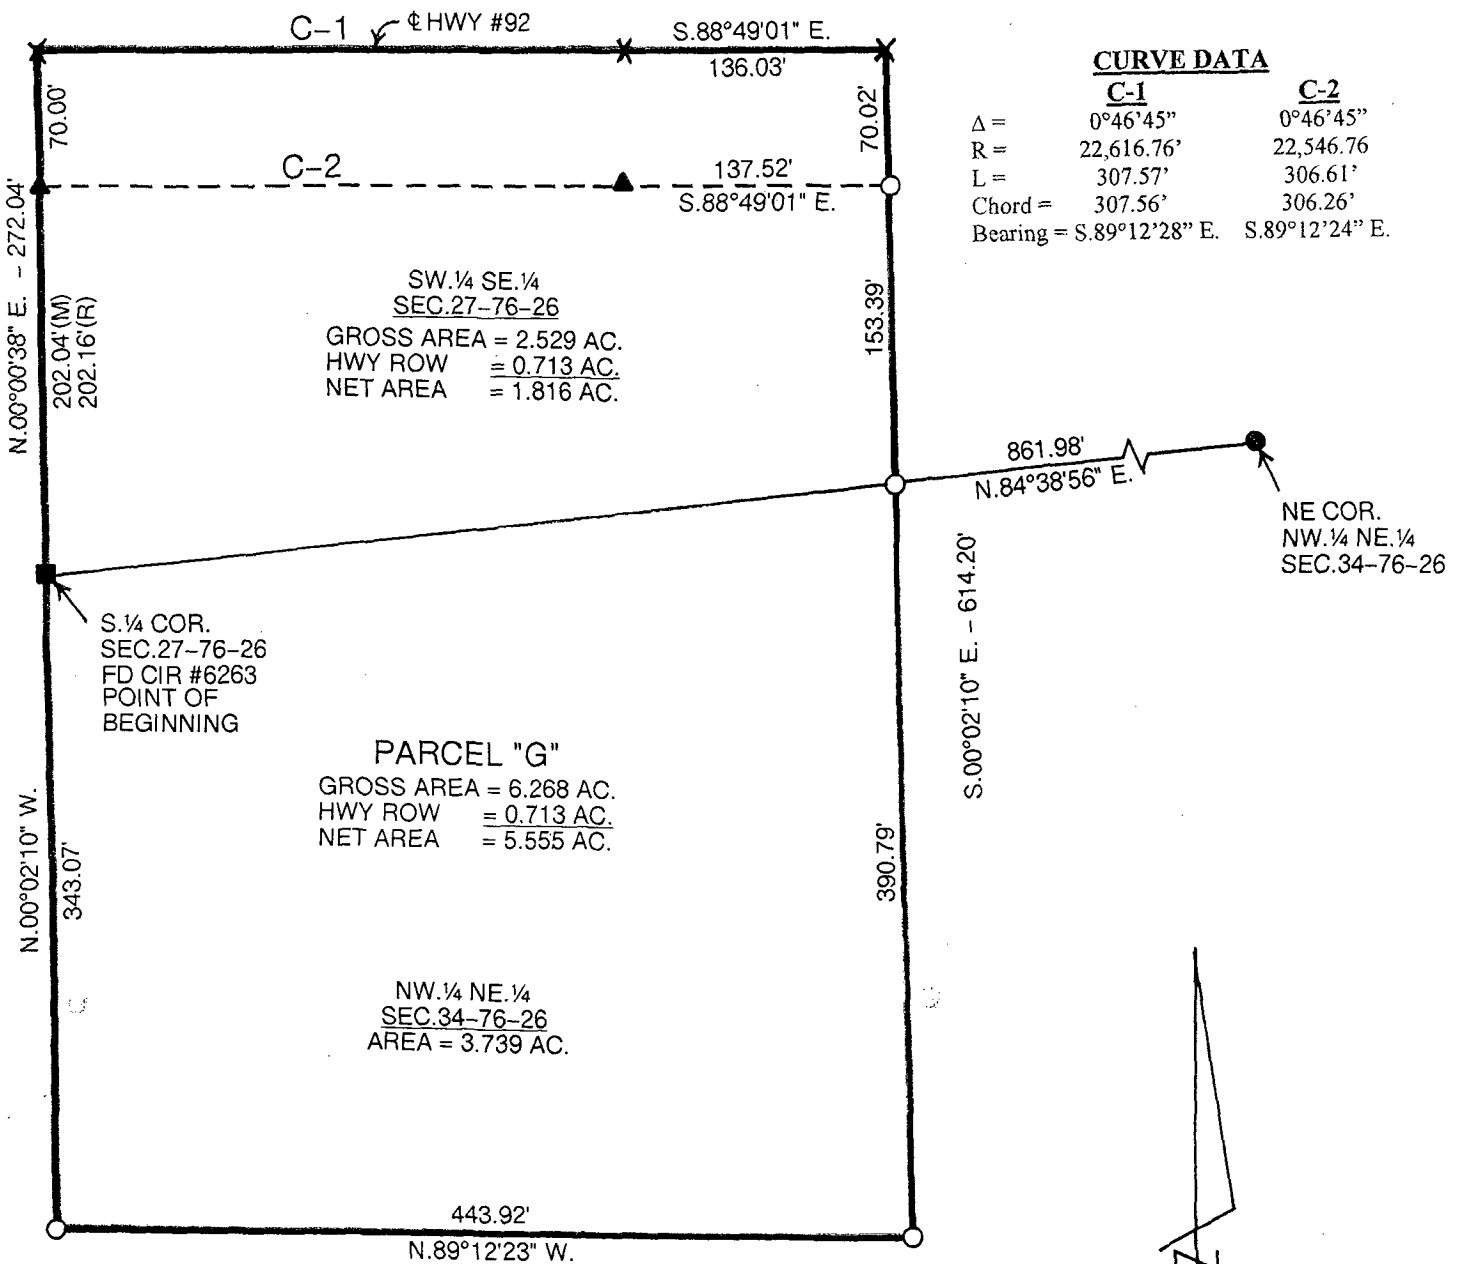 C-1
℄ HWY #92
S.88°49'01" E.
136.03'
70.00'
70.02'
C-2
137.52'
S.88°49'01" E.
CURVE DATA
C-1 C-2
Δ = 0°46'45" 0°46'45"
R = 22,616.76' 22,546.76
L = 307.57' 306.61'
Chord = 307.56' 306.26'
Bearing = S.89°12'28" E. S.89°12'24" E.
N.00°00'38" E. - 272.04'
202.04'(M)
202.16'(R)
SW.¼ SE.¼
SEC.27-76-26
GROSS AREA = 2.529 AC.
HWY ROW = 0.713 AC.
NET AREA = 1.816 AC.
153.39'
861.98'
N.84°38'56" E.
NE COR.
NW.¼ NE.¼
SEC.34-76-26
S.¼ COR.
SEC.27-76-26
FD CIR #6263
POINT OF
BEGINNING
S.00°02'10" E. - 614.20'
PARCEL "G"
GROSS AREA = 6.268 AC.
HWY ROW = 0.713 AC.
NET AREA = 5.555 AC.
N.00°02'10" W.
343.07'
390.79'
NW.¼ NE.¼
SEC.34-76-26
AREA = 3.739 AC.
443.92'
N.89°12'23" W.